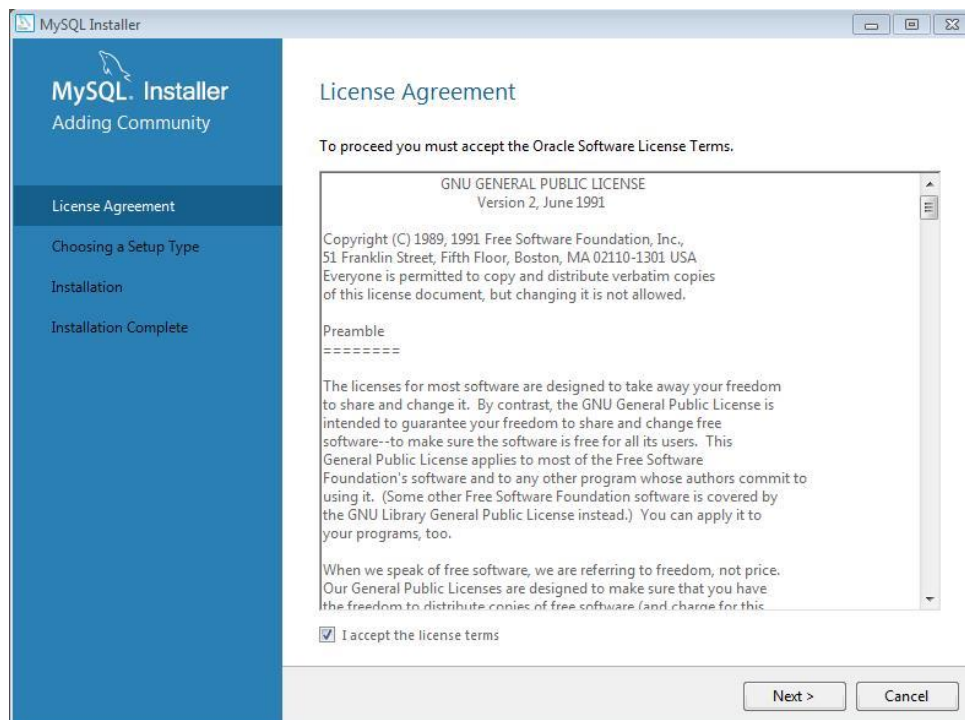 MySQL Installer
MySQL. Installer
Adding Community
License Agreement
Choosing a Setup Type
Installation
Installation Complete
License Agreement
To proceed you must accept the Oracle Software License Terms.
GNU GENERAL PUBLIC LICENSE
Version 2, June 1991
Copyright (C) 1989, 1991 Free Software Foundation, Inc.,
51 Franklin Street, Fifth Floor, Boston, MA 02110-1301 USA
Everyone is permitted to copy and distribute verbatim copies
of this license document, but changing it is not allowed.
Preamble
========
The licenses for most software are designed to take away your freedom
to share and change it.  By contrast, the GNU General Public License is
intended to guarantee your freedom to share and change free
software--to make sure the software is free for all its users.  This
General Public License applies to most of the Free Software
Foundation's software and to any other program whose authors commit to
using it.  (Some other Free Software Foundation software is covered by
the GNU Library General Public License instead.)  You can apply it to
your programs, too.
When we speak of free software, we are referring to freedom, not price.
Our General Public Licenses are designed to make sure that you have
the freedom to distribute copies of free software (and charge for this
I accept the license terms
Next >
Cancel